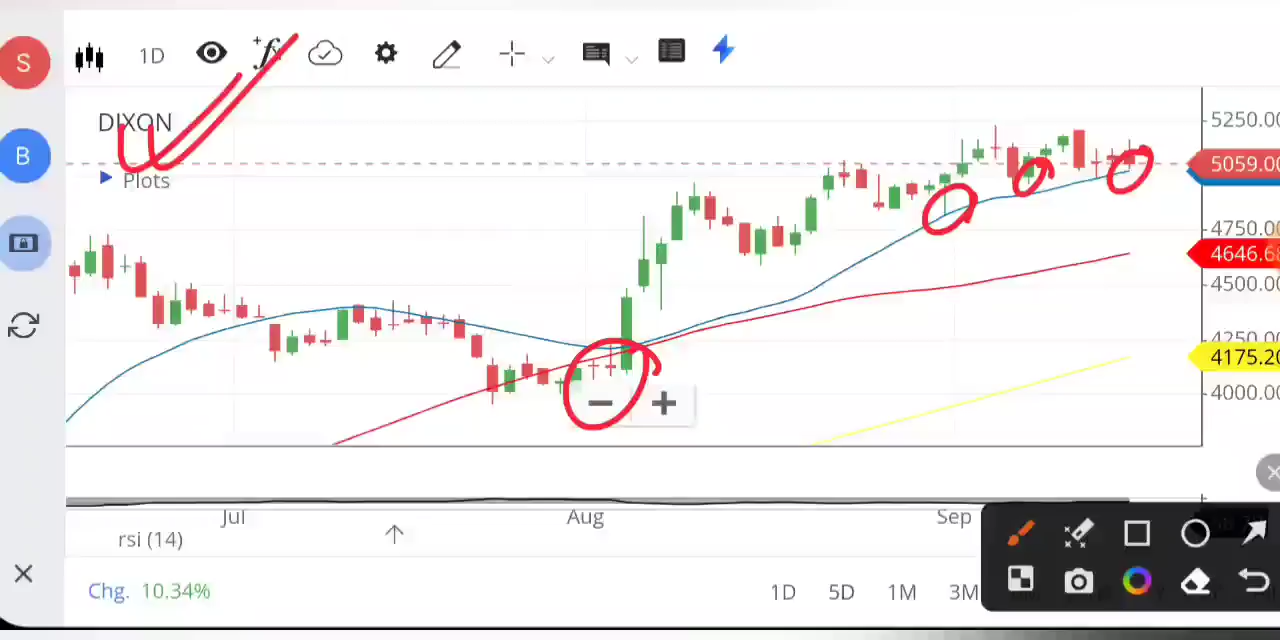 S
1D
DIXON
B
Plots
5250.00
5059.00
4750.00
4646.68
4500.00
4250.00
4175.20
4000.00
Jul
Aug
Sep
rsi (14)
Chg. 10.34%
1D 5D 1M 3M